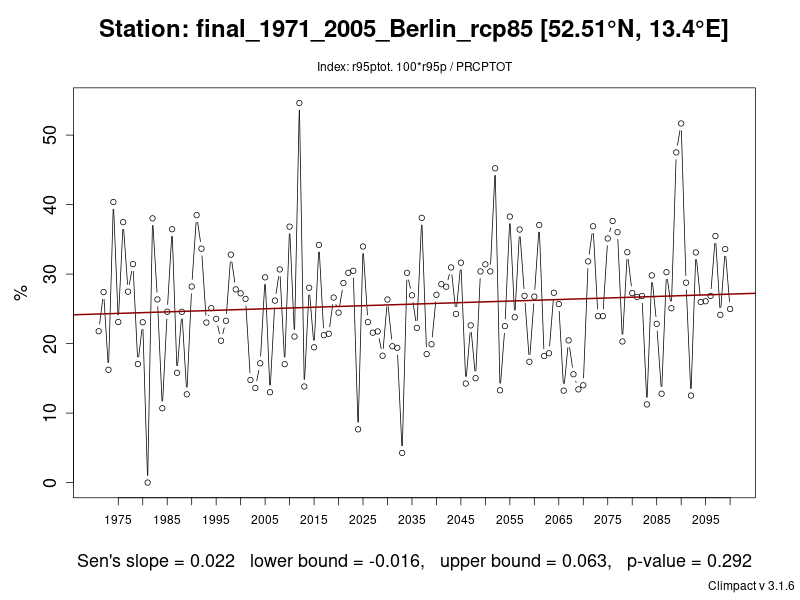 Station: final_1971_2005_Berlin_rcp85 [52.51°N, 13.4°E]
Index: r95ptot. 100*r95p / PRCPTOT
%
50
40
30
20
10
0
1975 1985 1995 2005 2015 2025 2035 2045 2055 2065 2075 2085 2095
Sen's slope = 0.022 lower bound = -0.016, upper bound = 0.063, p-value = 0.292
Climpact v 3.1.6